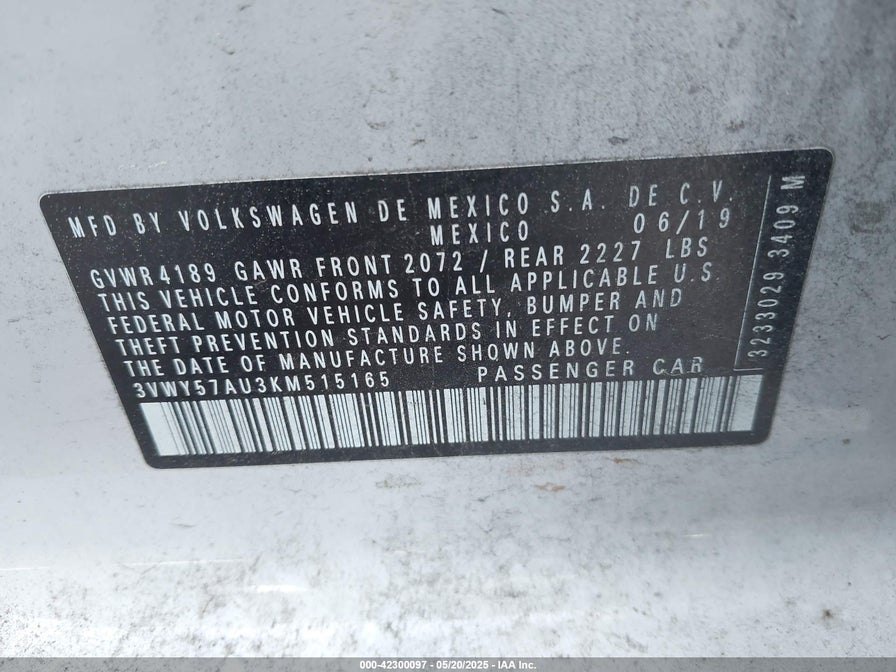 MFD BY VOLKSWAGEN DE MEXICO S.A. DE C.V.
MEXICO 06/19
GVWR4189 GAWR FRONT 2072 / REAR 2227 LBS
THIS VEHICLE CONFORMS TO ALL APPLICABLE U.S.
FEDERAL MOTOR VEHICLE SAFETY, BUMPER AND
THEFT PREVENTION STANDARDS IN EFFECT ON
THE DATE OF MANUFACTURE SHOWN ABOVE.
3VWY57AU3KM515165 PASSENGER CAR
3233029 3409 M
000-42300097 - 05/20/2025 - IAA Inc.